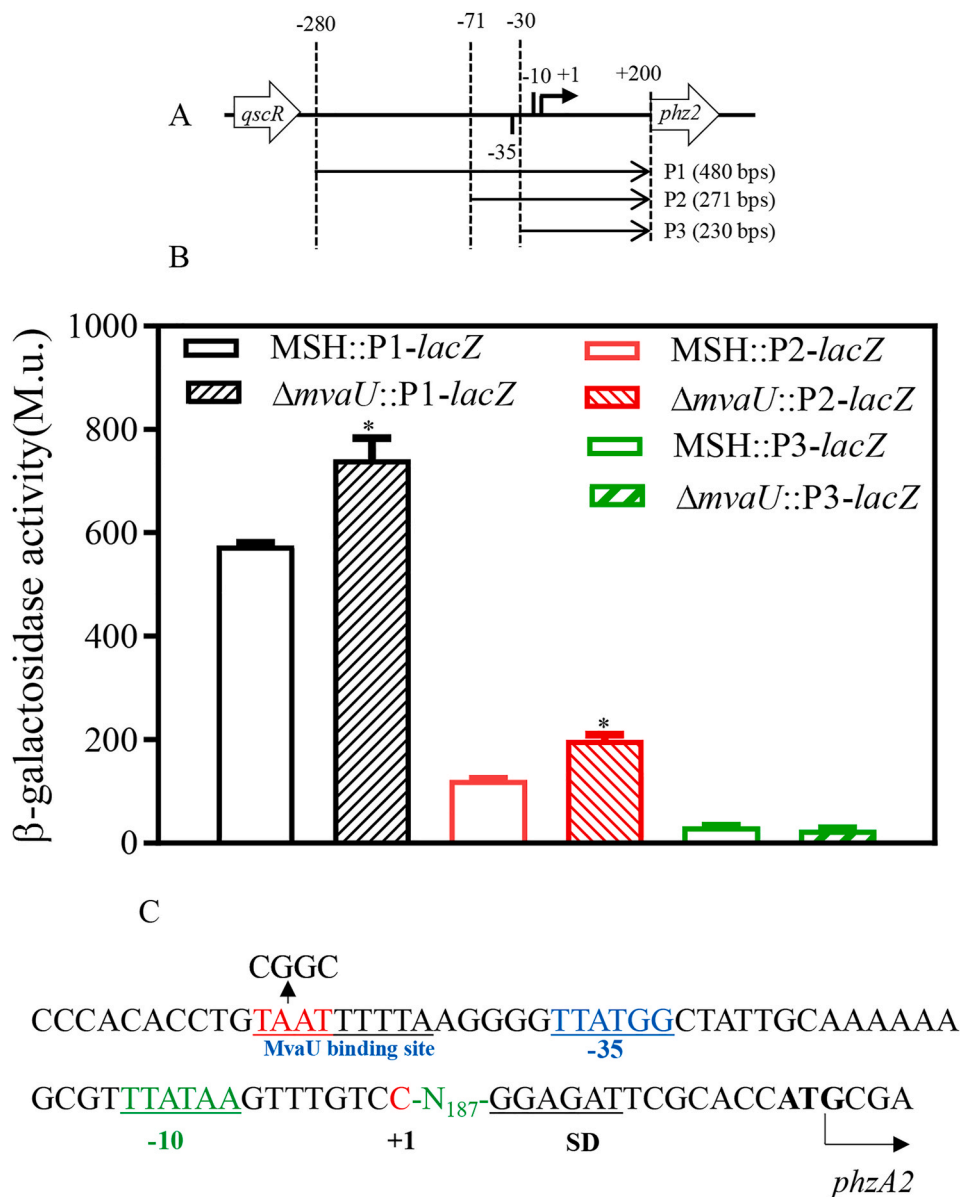 -280 -71 -30
-10 +1 +200
A qscR phz2
-35
P1 (480 bps)
P2 (271 bps)
P3 (230 bps)
B
β-galactosidase activity(M.u.)
1000
800
600
400
200
0
MSH::P1-lacZ
ΔmvaU::P1-lacZ
MSH::P2-lacZ
ΔmvaU::P2-lacZ
MSH::P3-lacZ
ΔmvaU::P3-lacZ
*
*
C
CGGC
CCCACACCTGTAATTTTTAAGGGGTTATGGCTATTGCAAAAAA
MvaU binding site -35
GCGTTTATAAGTTTGTCC-N187-GGAGATTCGCACCATGCGA
-10 +1 SD
phzA2